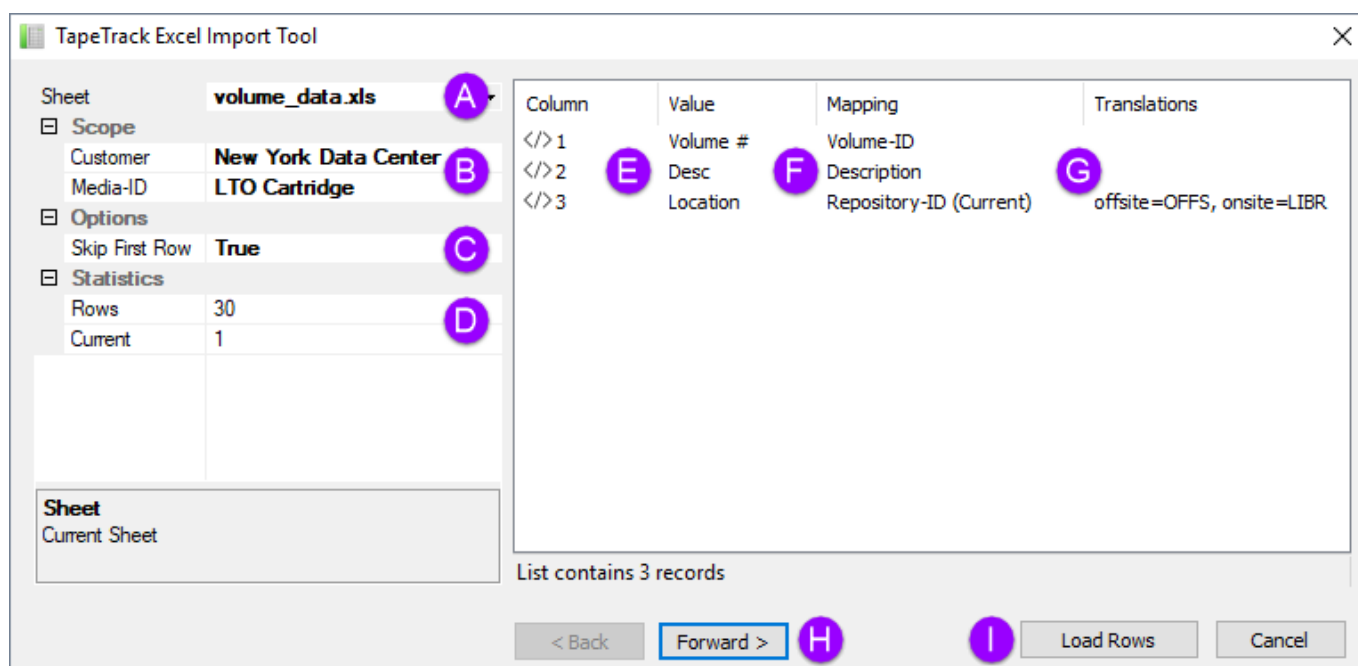 TapeTrack Excel Import Tool
Sheet volume_data.xls A
Scope
Customer New York Data Center
B
Media-ID LTO Cartridge
Options
Skip First Row True C
Statistics
Rows 30
D
Current 1
Sheet
Current Sheet
Column Value Mapping Translations
</> 1 Volume # Volume-ID
</> 2 E Desc F Description G
</> 3 Location Repository-ID (Current) offsite=OFFS, onsite=LIBR
List contains 3 records
< Back Forward > H I Load Rows Cancel